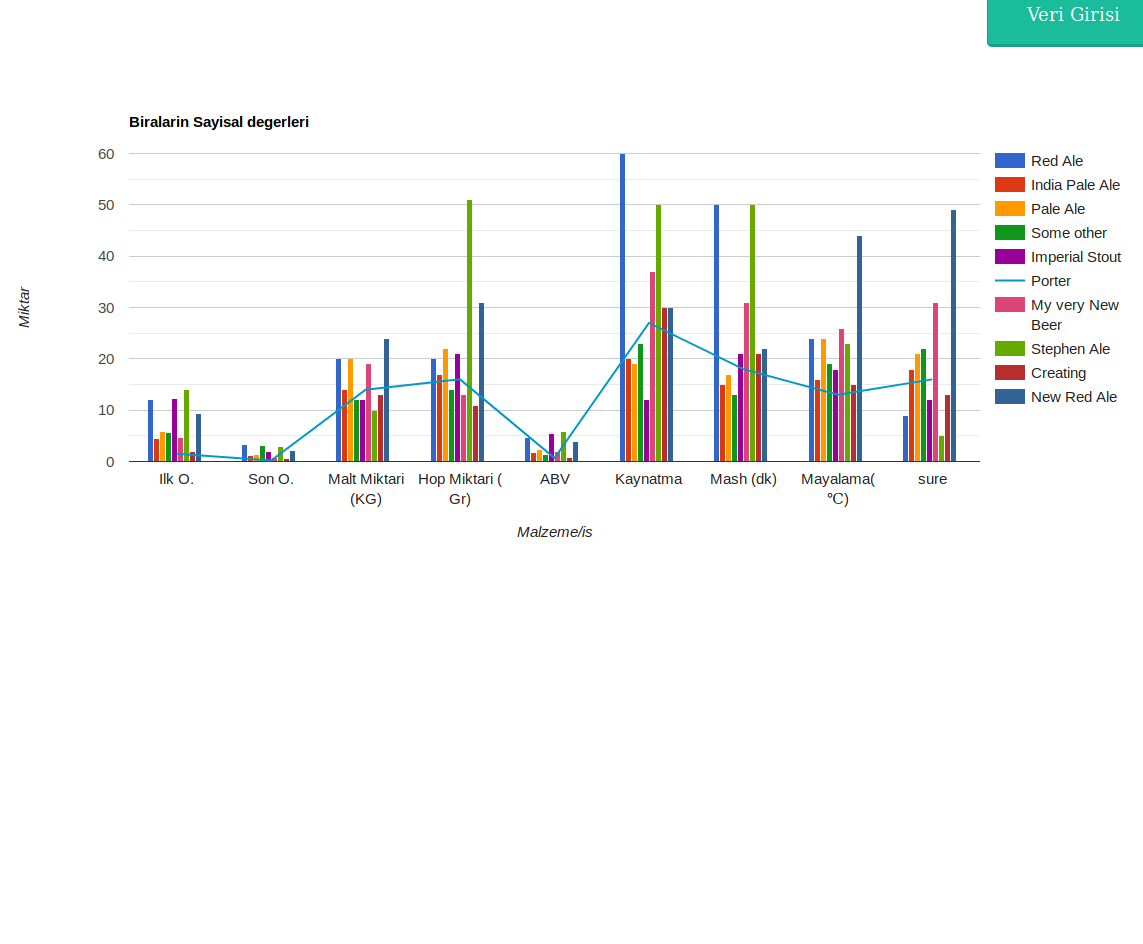 Veri Girisi
Biralarin Sayisal degerleri
60
50
40
30
20
10
0
Miktar
Ilk O.
Son O.
Malt Miktari
(KG)
Hop Miktari (
Gr)
ABV
Kaynatma
Mash (dk)
Mayalama(
℃)
sure
Malzeme/is
Red Ale
India Pale Ale
Pale Ale
Some other
Imperial Stout
Porter
My very New
Beer
Stephen Ale
Creating
New Red Ale